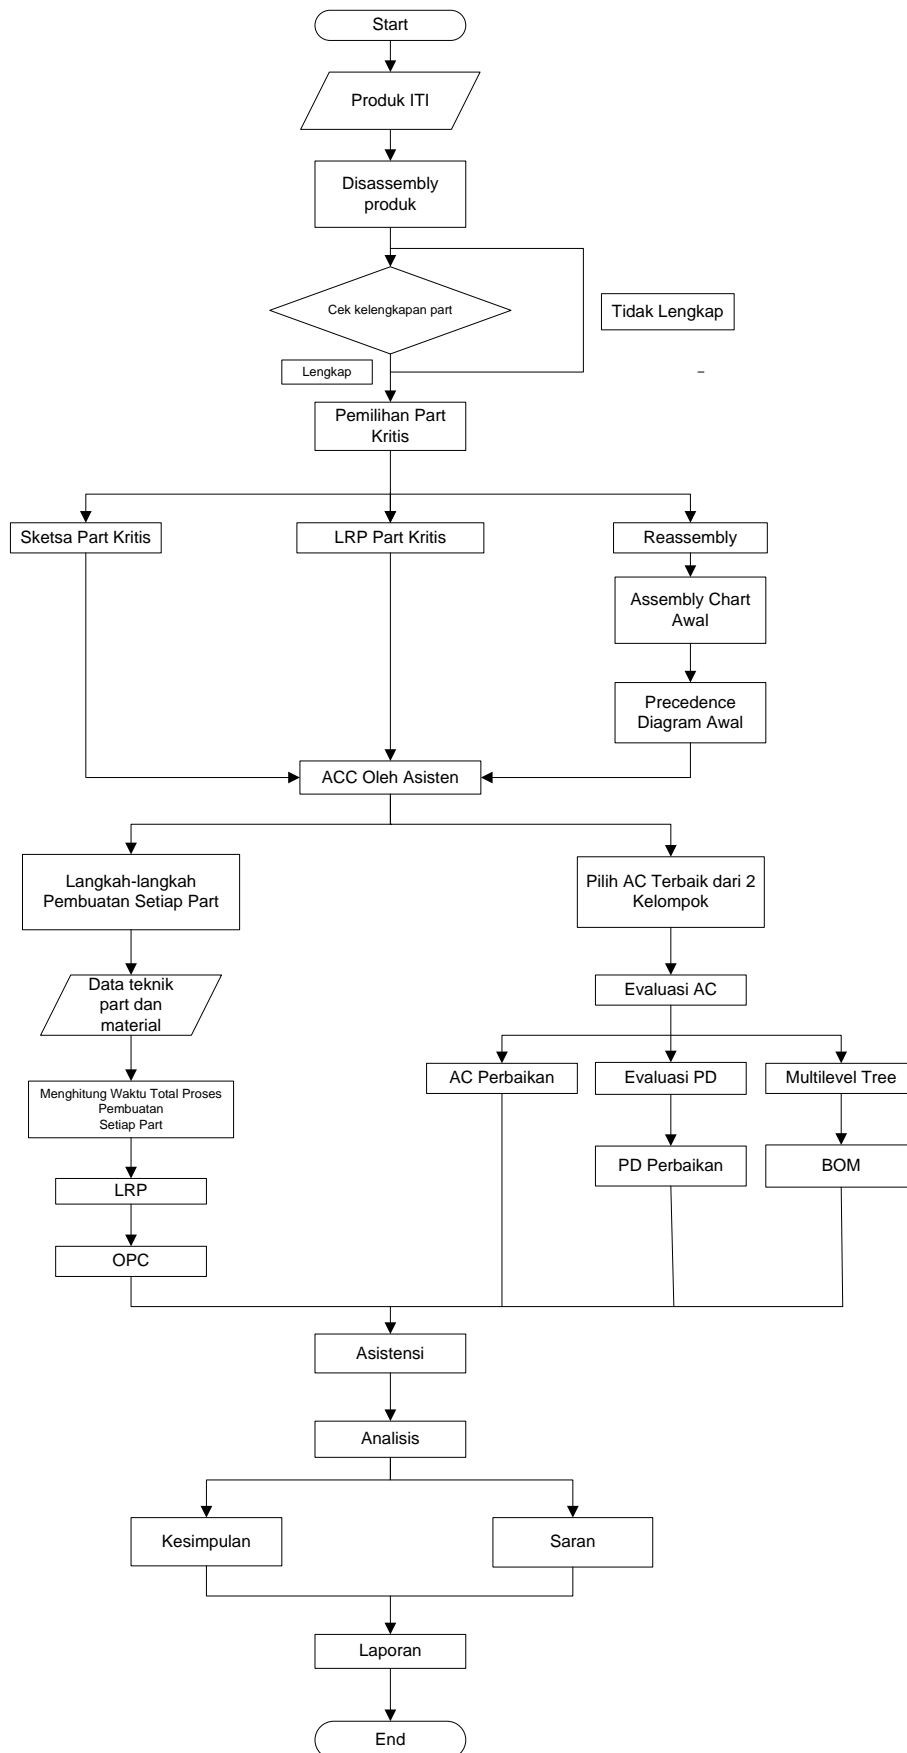 Start
Produk ITI
Disassembly
produk
Cek kelengkapan part
Tidak Lengkap
Lengkap
–
Pemilihan Part
Kritis
Sketsa Part Kritis
LRP Part Kritis
Reassembly
Assembly Chart
Awal
Precedence
Diagram Awal
ACC Oleh Asisten
Langkah-langkah
Pembuatan Setiap Part
Pilih AC Terbaik dari 2
Kelompok
Data teknik
part dan
material
Evaluasi AC
Menghitung Waktu Total Proses
Pembuatan
Setiap Part
AC Perbaikan
Evaluasi PD
Multilevel Tree
LRP
PD Perbaikan
BOM
OPC
Asistensi
Analisis
Kesimpulan
Saran
Laporan
End